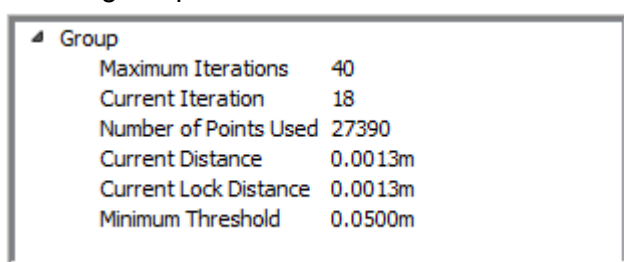 Group
Maximum Iterations 40
Current Iteration 18
Number of Points Used 27390
Current Distance 0.0013m
Current Lock Distance 0.0013m
Minimum Threshold 0.0500m